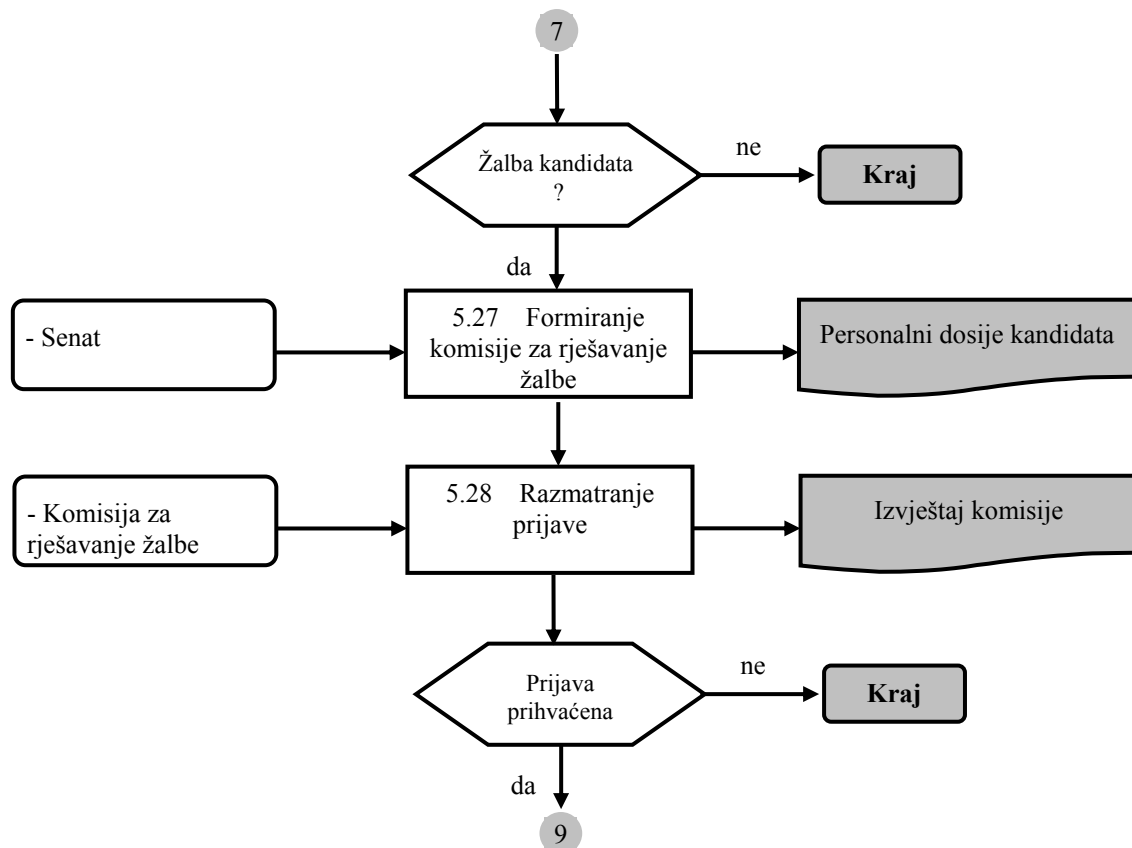 7
Žalba kandidata
?
ne
Kraj
da
- Senat
5.27 Formiranje
komisije za rješavanje
žalbe
Personalni dosije kandidata
- Komisija za
rješavanje žalbe
5.28 Razmatranje
prijave
Izvještaj komisije
Prijava
prihvaćena
ne
Kraj
da
9